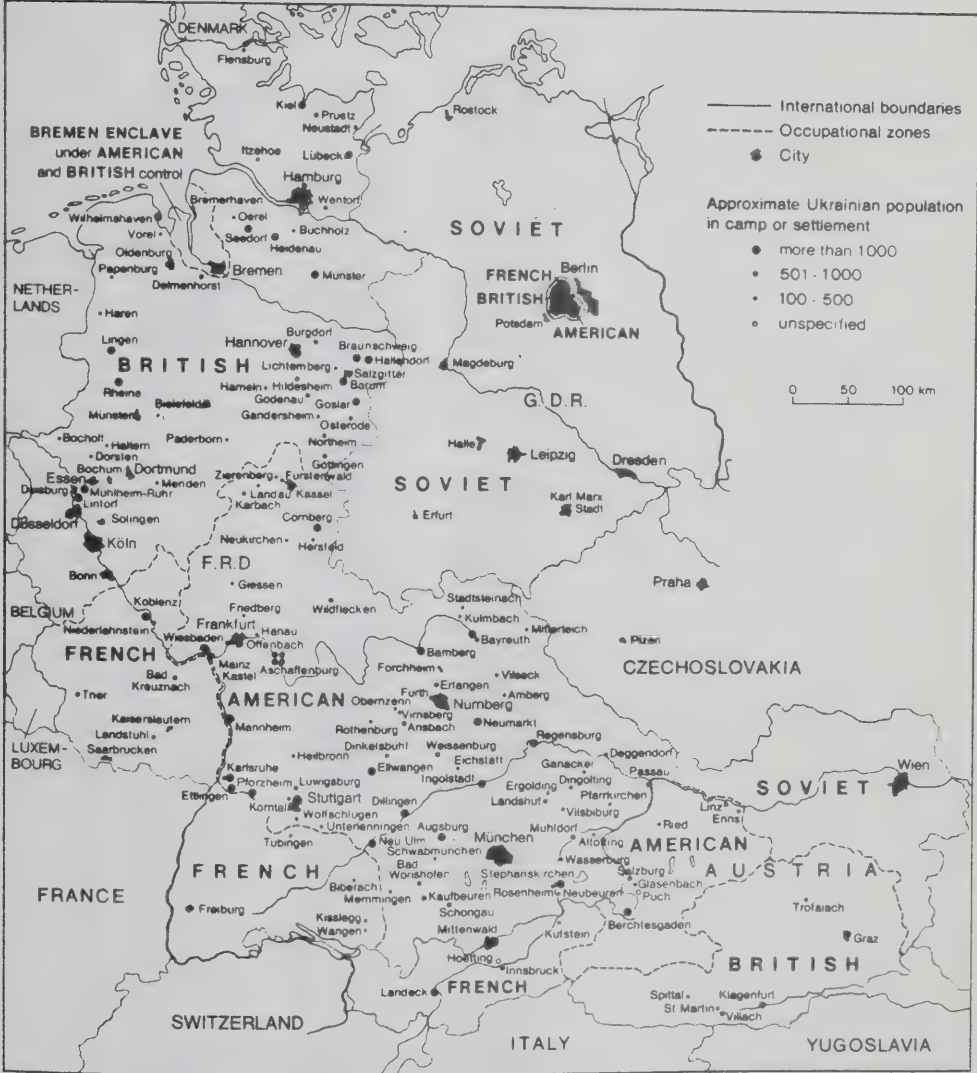 DENMARK
Flensburg
Kiel
Pruetz
Neustadt
Rostock
International boundaries
Occupational zones
City
BREMEN ENCLAVE
under AMERICAN
and BRITISH control
Itzehoe
Lübeck
Hamburg
Wentorf
Approximate Ukrainian population
in camp or settlement
more than 1000
501 - 1000
100 - 500
unspecified
0 50 100 km
Bremerhaven
Wilhelmshaven
Oerel
Vorel
Seedorf
Buchholz
Heidenau
SOVIET
Oldenburg
Bremen
Papenburg
Delmenhorst
Munster
FRENCH
Berlin
BRITISH
Potsdam
AMERICAN
NETHER-
LANDS
Haren
Lingen
Burgdorf
Hannover
Braunschweig
Hallendorf
BRITISH
Lichtemberg
Salzgitter
Magdeburg
Rheine
Hameln
Hildesheim
Barum
Godenau
G.D.R.
Münster
Bielefeld
Goslar
Gandersheim
Osterode
Bocholt
Haltern
Paderborn
Northeim
Halle
Leipzig
Dorsten
Göttingen
Dresden
Bochum
Dortmund
Zierenberg
Furstenwald
Essen
Menden
SOVIET
Duisburg
Mulheim-Ruhr
Landau
Kassel
Karl Marx
Stadt
Lintorf
Karbach
Düsseldorf
Solingen
Cornberg
Erfurt
Köln
Neukirchen
Hersfeld
F.R.D
Bonn
Giessen
Praha
BELGIUM
Koblenz
Friedberg
Wildflecken
Stadtsteinach
Niederlahnstein
Kulmbach
Frankfurt
Hanau
Mitterteich
Wiesbaden
Offenbach
Bayreuth
Plzen
FRENCH
Bamberg
Mainz
Kastel
Aschaffenburg
Forchheim
CZECHOSLOVAKIA
Bad
Kreuznach
Vilseck
Erlangen
Trier
AMERICAN
Furth
Amberg
Obernzenn
Nurnberg
Kaiserslautern
Virnsberg
Mannheim
Rothenburg
Ansbach
Neumarkt
Landstuhl
LUXEM-
BOURG
Saarbrucken
Dinkelsbuhl
Weissenburg
Regensburg
Heilbronn
Eichstatt
Ganacker
Deggendorf
Karlsruhe
Ellwangen
Wien
Pforzheim
Luwigsburg
Ingolstadt
Ergolding
Dingolfing
Passau
SOVIET
Ettlingen
Stuttgart
Dillingen
Landshut
Pfarrkirchen
Linz
Korntal
Wolfschlugen
Vilsbiburg
Enns
Unterlenningen
Augsburg
Muhldorf
Ried
Tubingen
Neu Ulm
München
AMERICAN
Schwabmunchen
Altotting
FRENCH
Bad
Worishofen
Wasserburg
Stephanskirchen
Salzburg
AUSTRIA
Biberach
Glasenbach
Memmingen
Kaufbeuren
Rosenheim
Neubeuren
Puch
FRANCE
Freiburg
Schongau
Trofaiach
Kisslegg
Berchtesgaden
Wangen
Mittenwald
Kufstein
Graz
Innsbruck
BRITISH
Landeck
FRENCH
Spittal
Klagenfurt
St Martin
Villach
SWITZERLAND
ITALY
YUGOSLAVIA